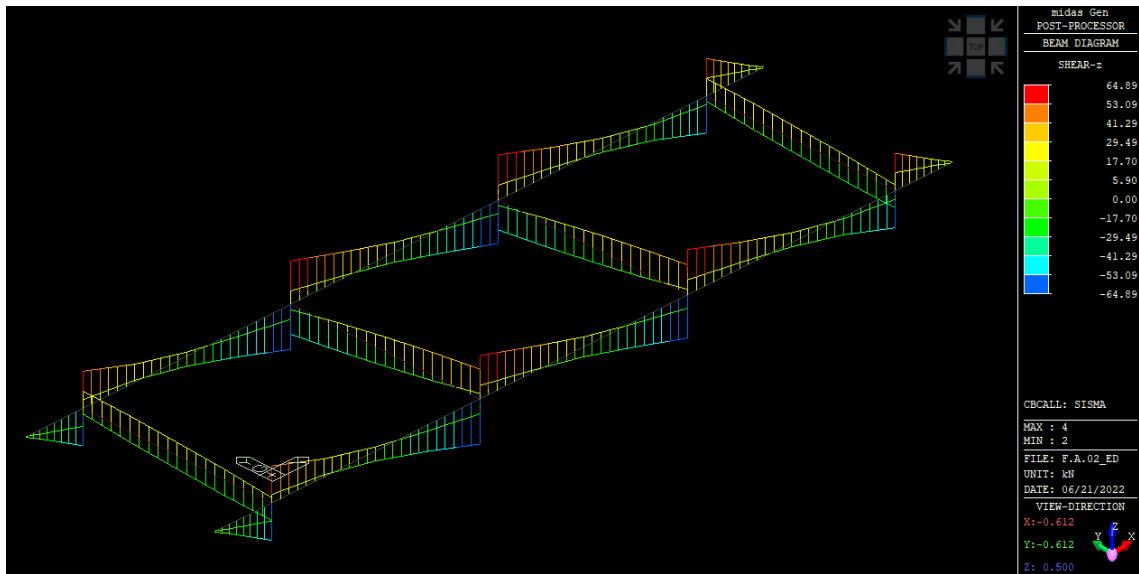 midas Gen
POST-PROCESSOR
BEAM DIAGRAM
SHEAR-z
64.89
53.09
41.29
29.49
17.70
5.90
0.00
-17.70
-29.49
-41.29
-53.09
-64.89
CBCALL: SISMA
MAX : 4
MIN : 2
FILE: F.A.02_ED
UNIT: kN
DATE: 06/21/2022
VIEW-DIRECTION
X:-0.612
Y:-0.612
Z: 0.500
Z
Y X
TOP